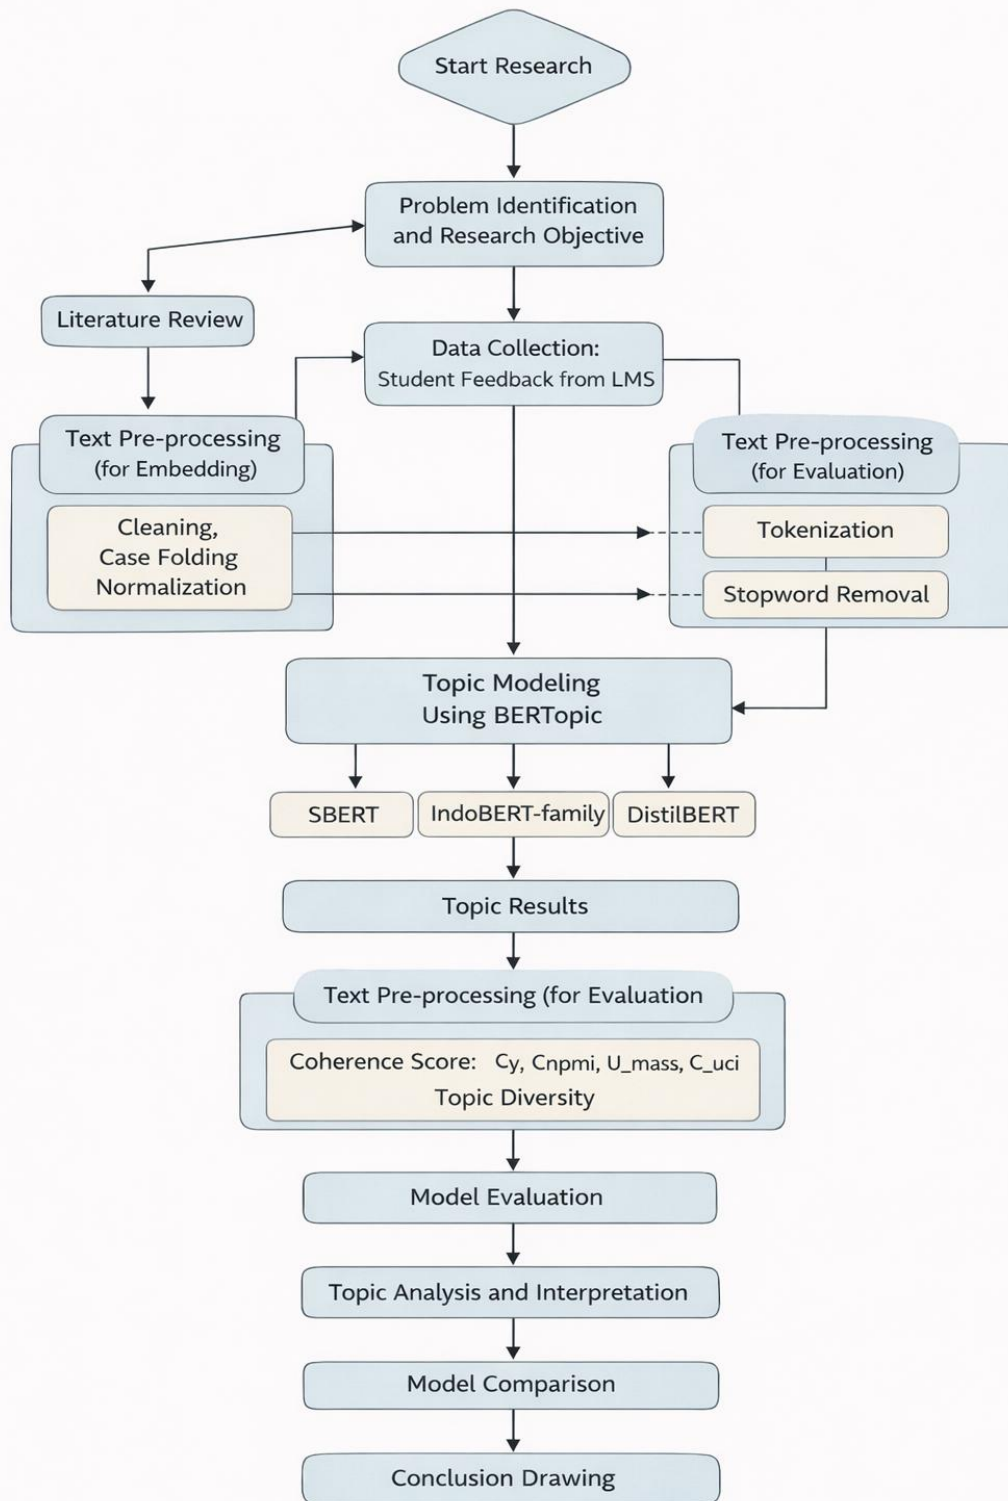 Start Research
Problem Identification
and Research Objective
Literature Review
Data Collection:
Student Feedback from LMS
Text Pre-processing
(for Embedding)
Cleaning,
Case Folding
Normalization
Text Pre-processing
(for Evaluation)
Tokenization
Stopword Removal
Topic Modeling
Using BERTopic
SBERT
IndoBERT-family
DistilBERT
Topic Results
Text Pre-processing (for Evaluation
Coherence Score: Cy, Cnpmi, U_mass, C_uci
Topic Diversity
Model Evaluation
Topic Analysis and Interpretation
Model Comparison
Conclusion Drawing